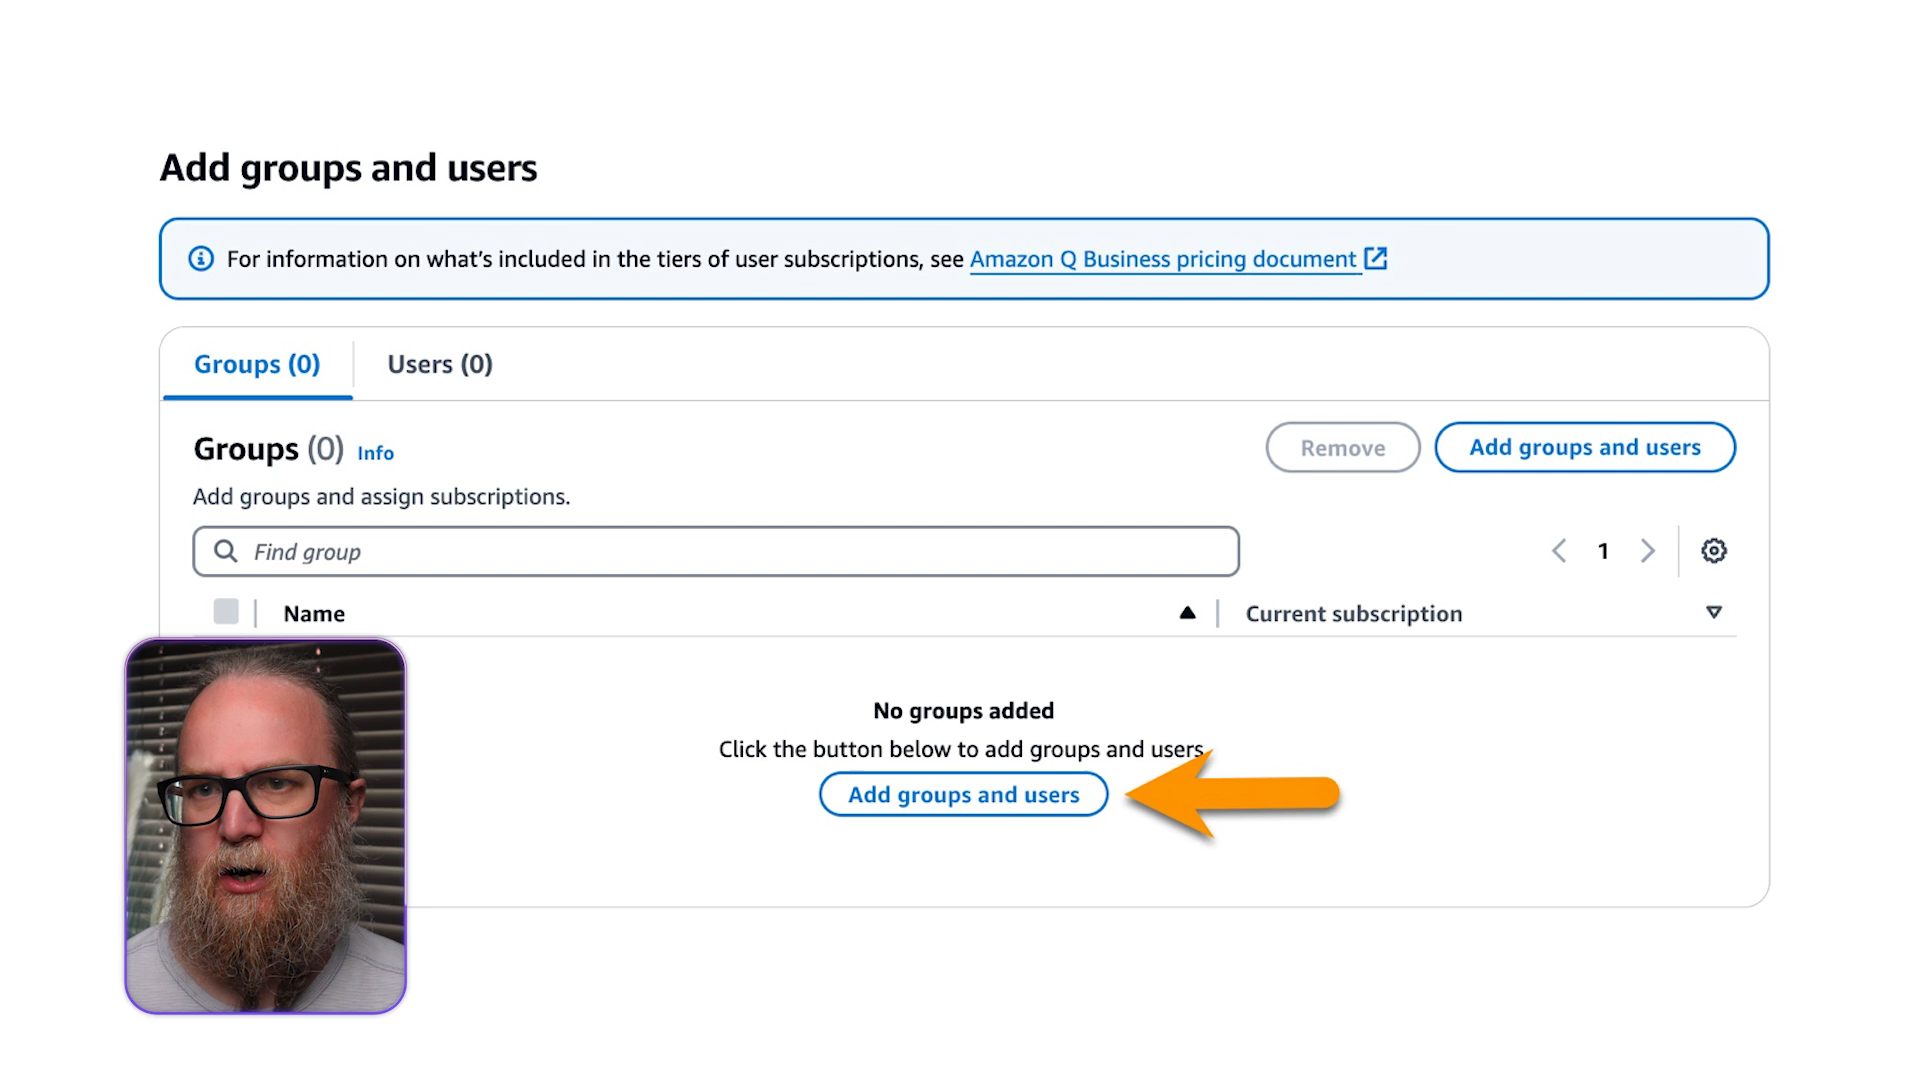 Add groups and users
For information on what's included in the tiers of user subscriptions, see Amazon Q Business pricing document
Groups (0)
Users (0)
Groups (0) Info
Remove
Add groups and users
Add groups and assign subscriptions.
Find group
1
Name
Current subscription
No groups added
Click the button below to add groups and users
Add groups and users